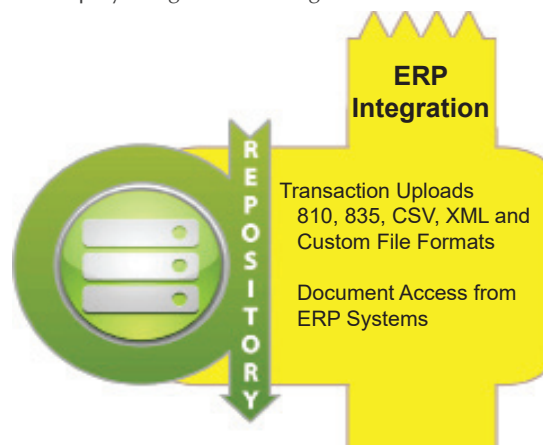 ERP
Integration
REPOSITORY
Transaction Uploads
810, 835, CSV, XML and
Custom File Formats
Document Access from
ERP Systems